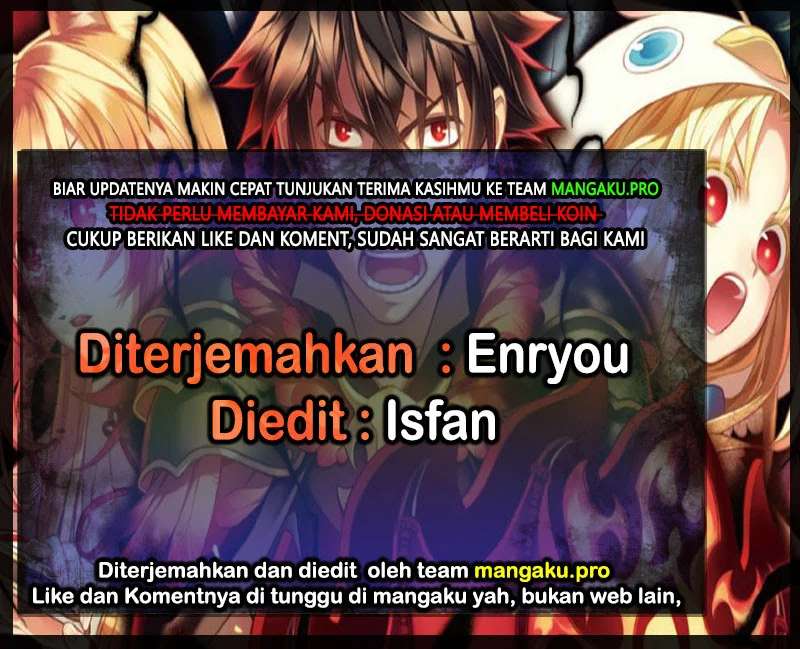 BIAR UPDATENYA MAKIN CEPAT TUNJUKAN TERIMA KASIHMU KE TEAM MANGAKU.PRO
TIDAK PERLU MEMBAYAR KAMI, DONASI ATAU MEMBELI KOIN
CUKUP BERIKAN LIKE DAN KOMENT, SUDAH SANGAT BERARTI BAGI KAMI
Diterjemahkan : Enryou
Diedit : Isfan
Diterjemahkan dan diedit oleh team mangaku.pro
Like dan Komentnya di tunggu di mangaku yah, bukan web lain,